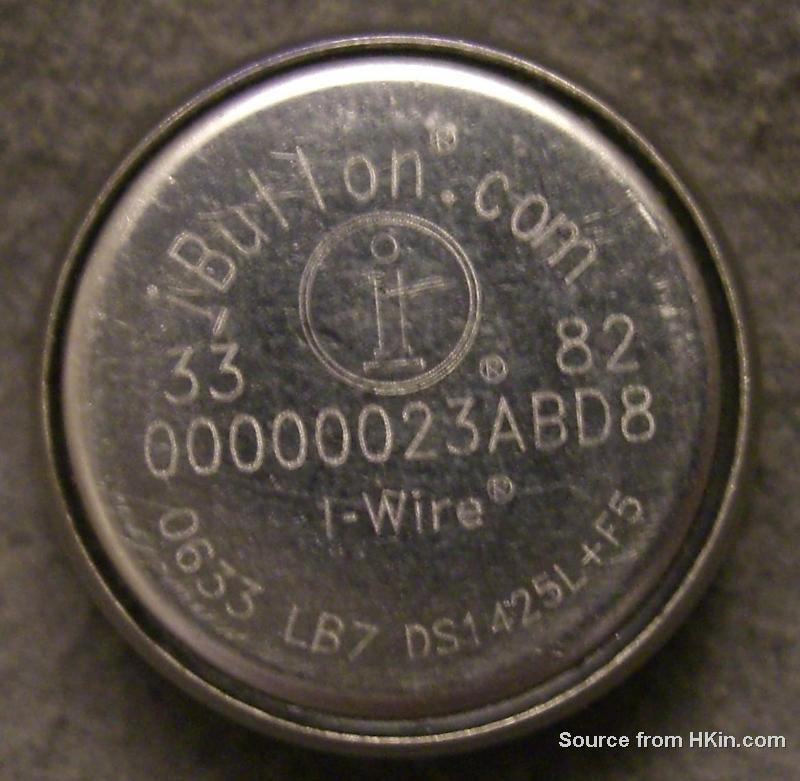 iButton®.com
33 82
®
00000023ABD8
1-Wire®
0633 LB7 DS1425L+F5
Source from HKin.com